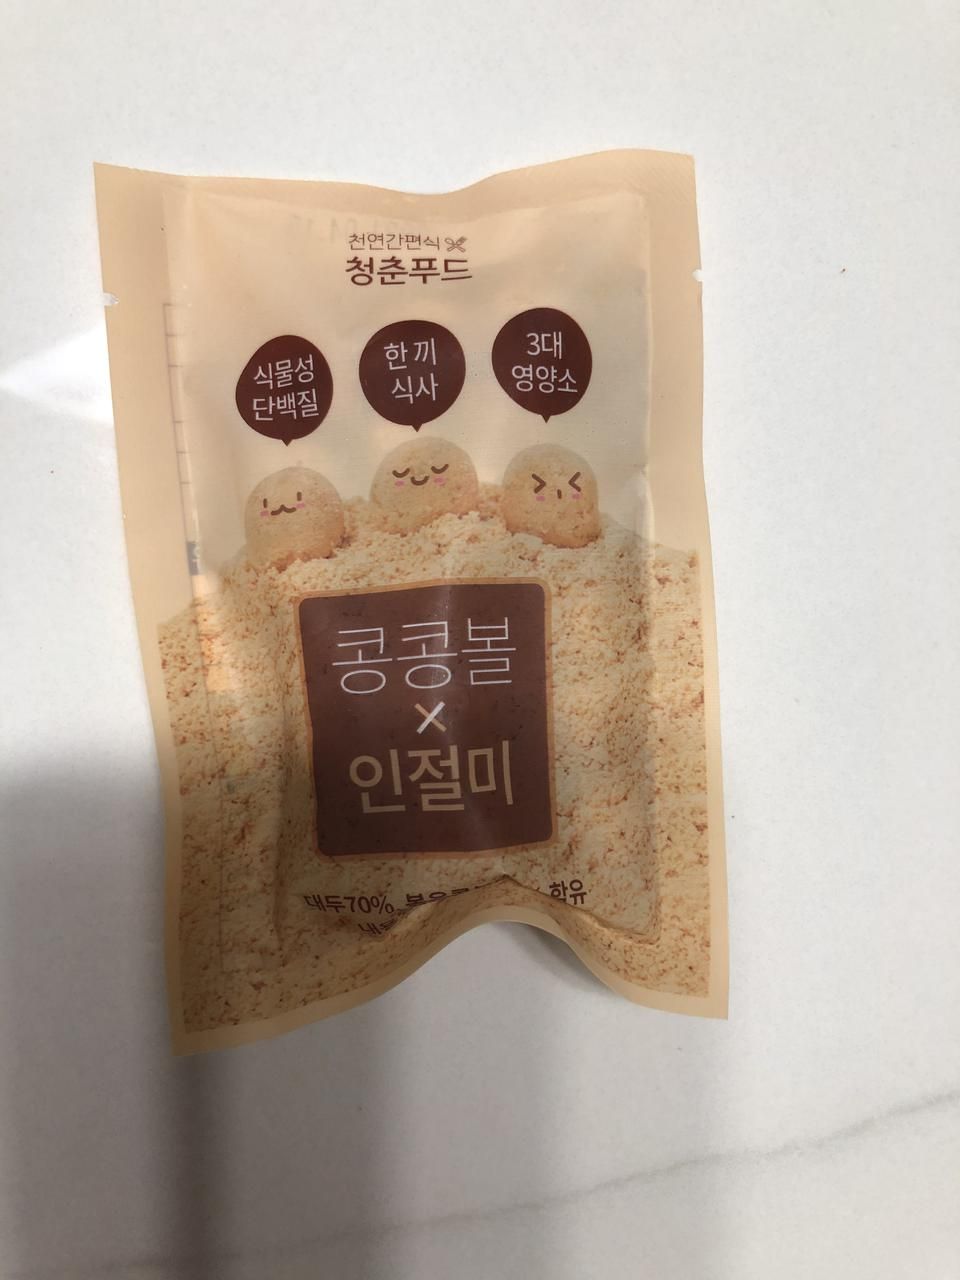 천연간편식
청춘푸드
식물성
단백질
한끼
식사
3대
영양소
콩콩볼
×
인절미
대두70% 함유